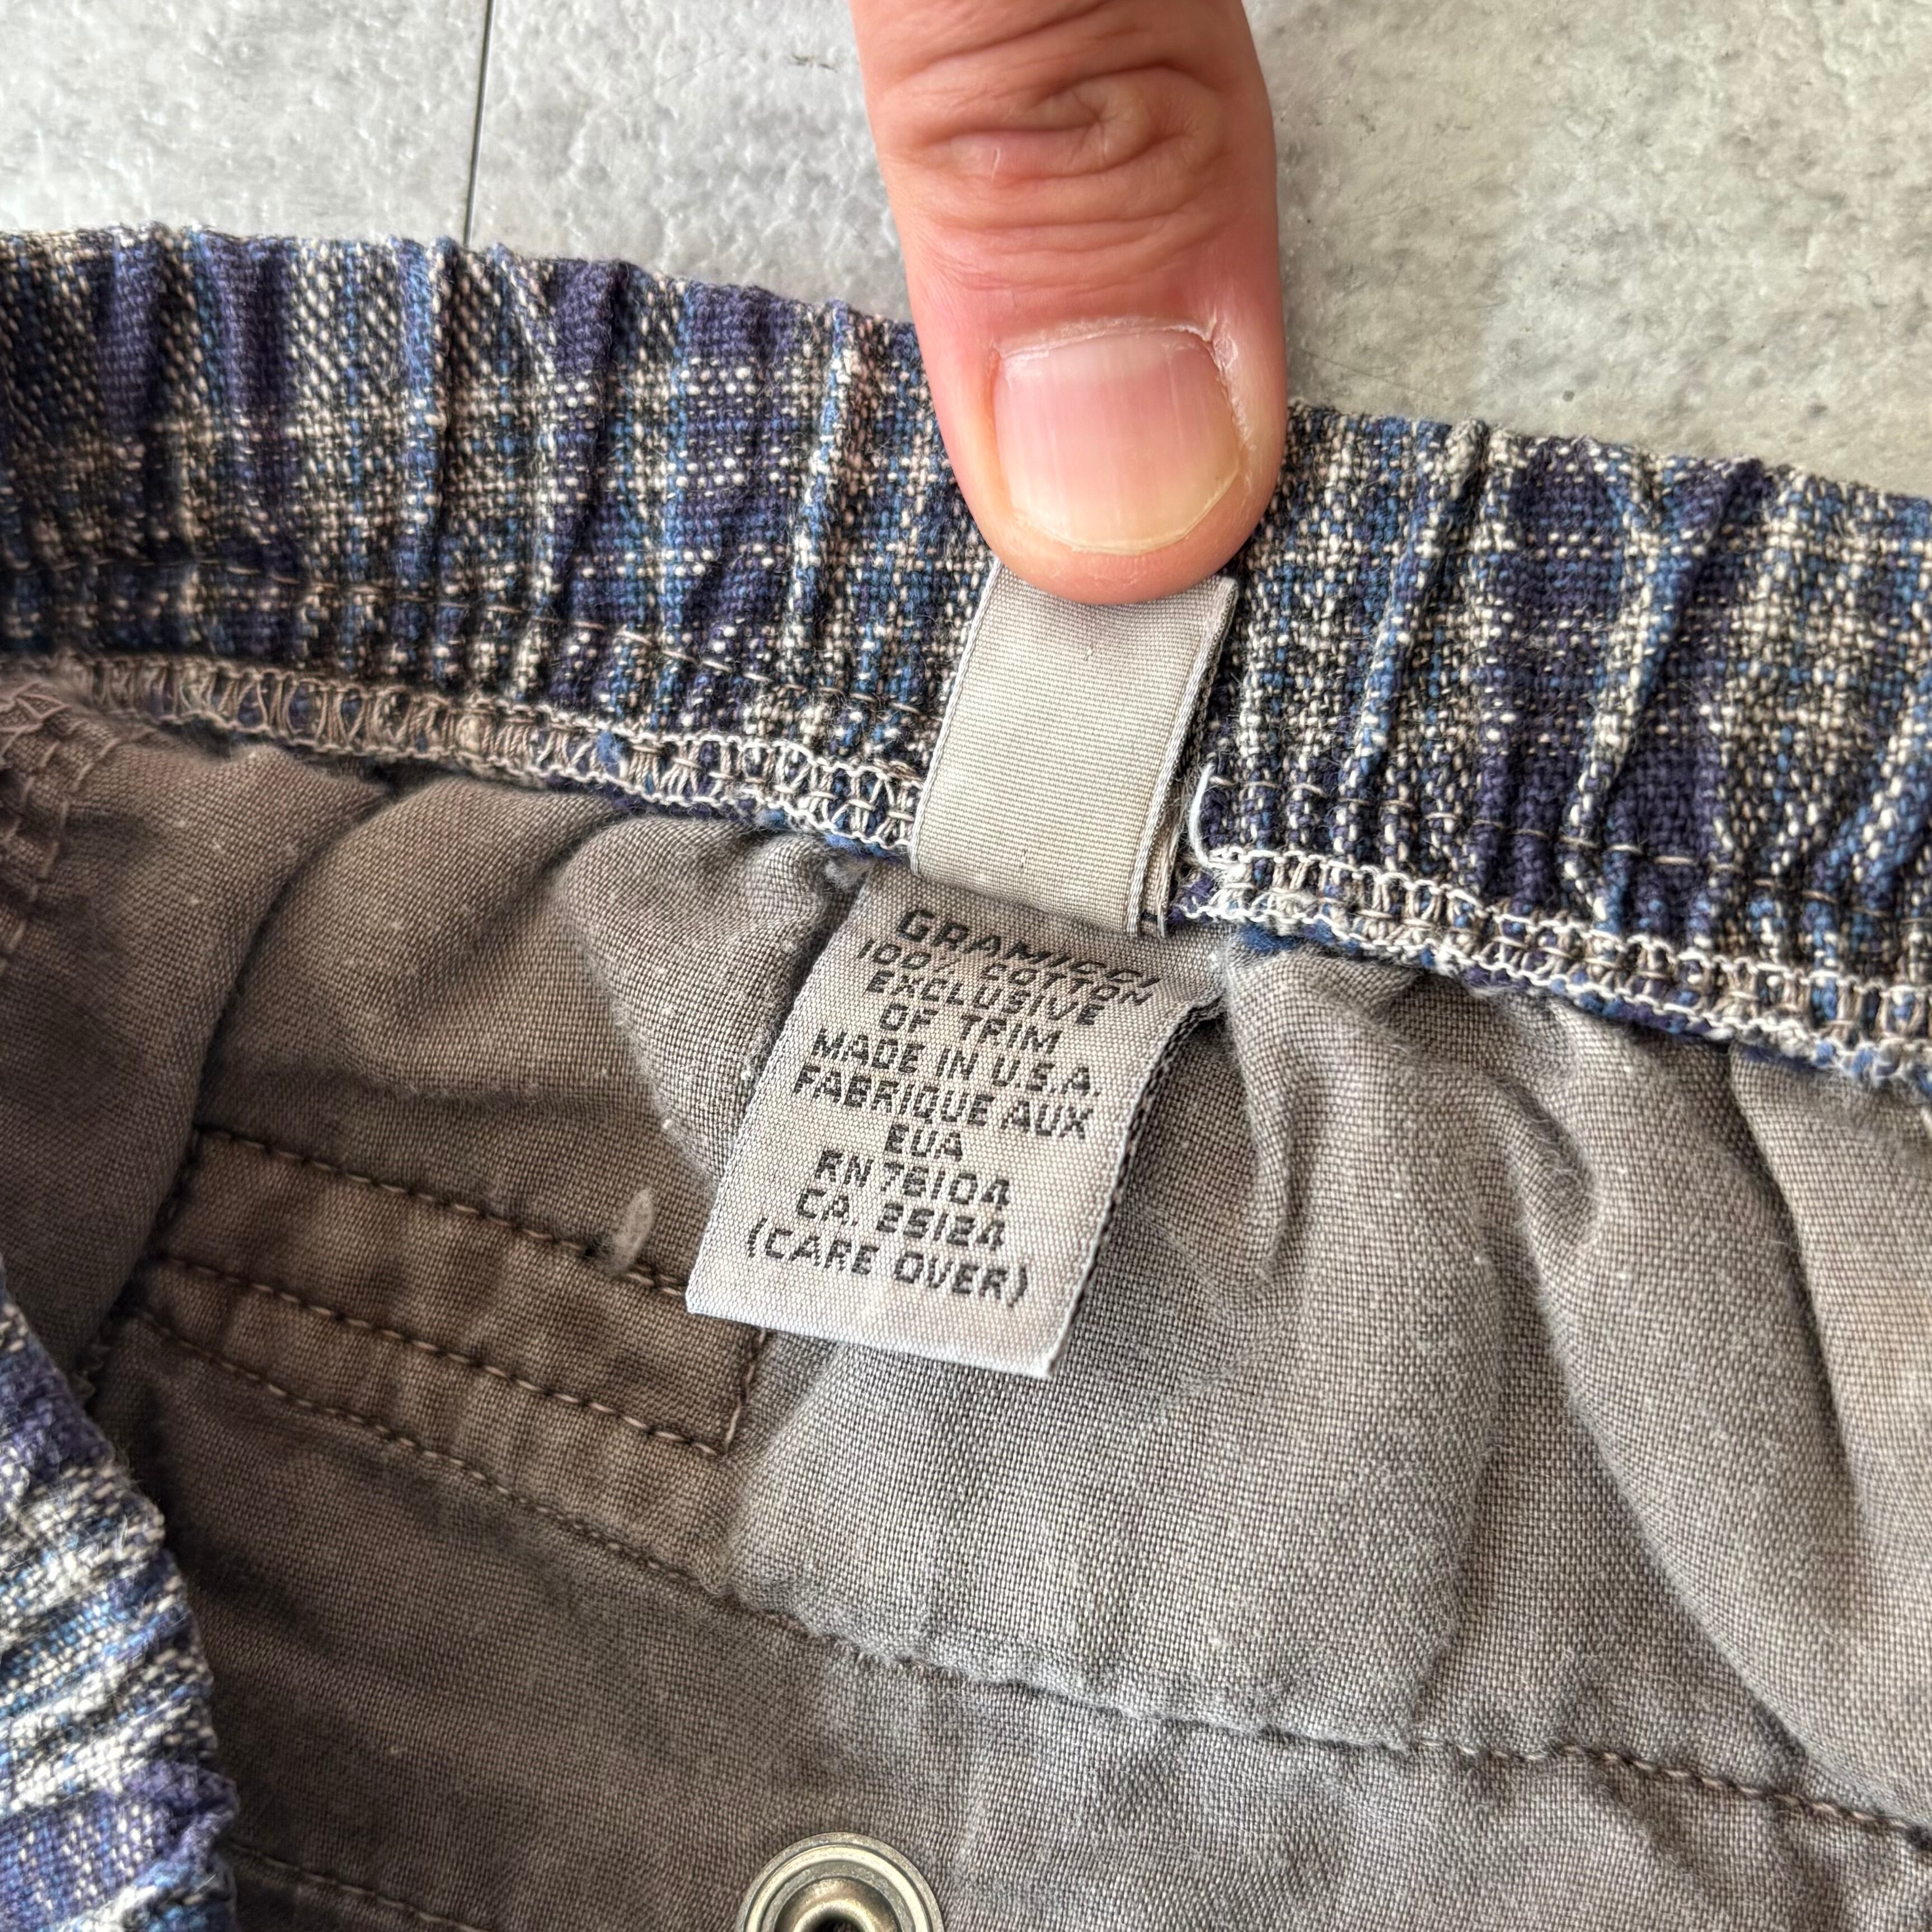 GRAMICCI
100% COTTON
EXCLUSIVE
OF TRIM
MADE IN U.S.A.
FABRIQUE AUX
EUA
RN 76104
CA. 25124
(CARE OVER)